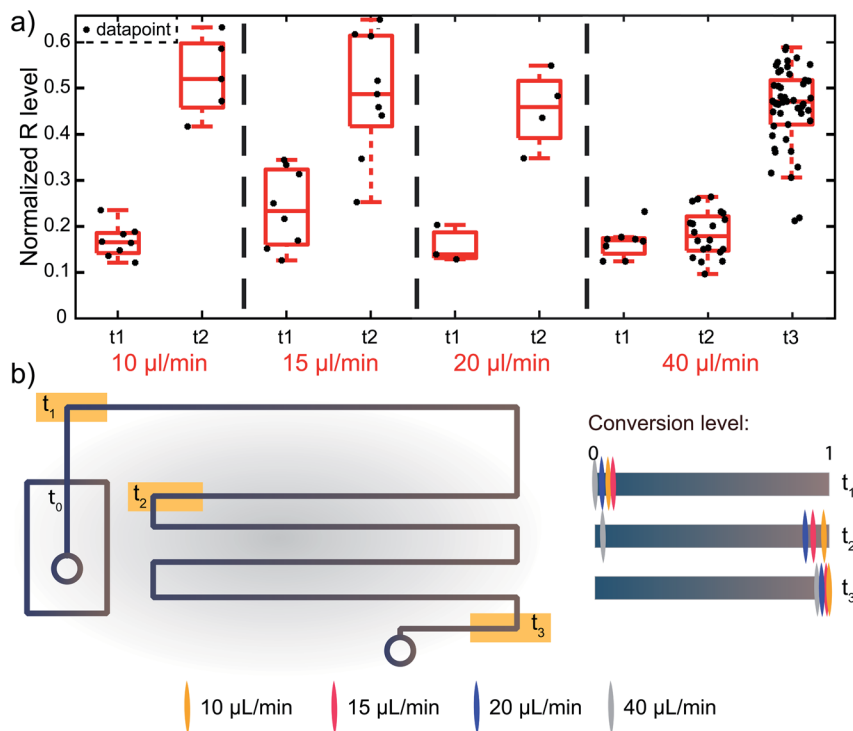 a)
datapoint
Normalized R level
0.6
0.5
0.4
0.3
0.2
0.1
0
t1 t2 t1 t2 t1 t2 t1 t2 t3
10 µl/min 15 µl/min 20 µl/min 40 µl/min
b)
t1
t0
t2
t3
Conversion level:
0 1
t1
t2
t3
10 µL/min 15 µL/min 20 µL/min 40 µL/min